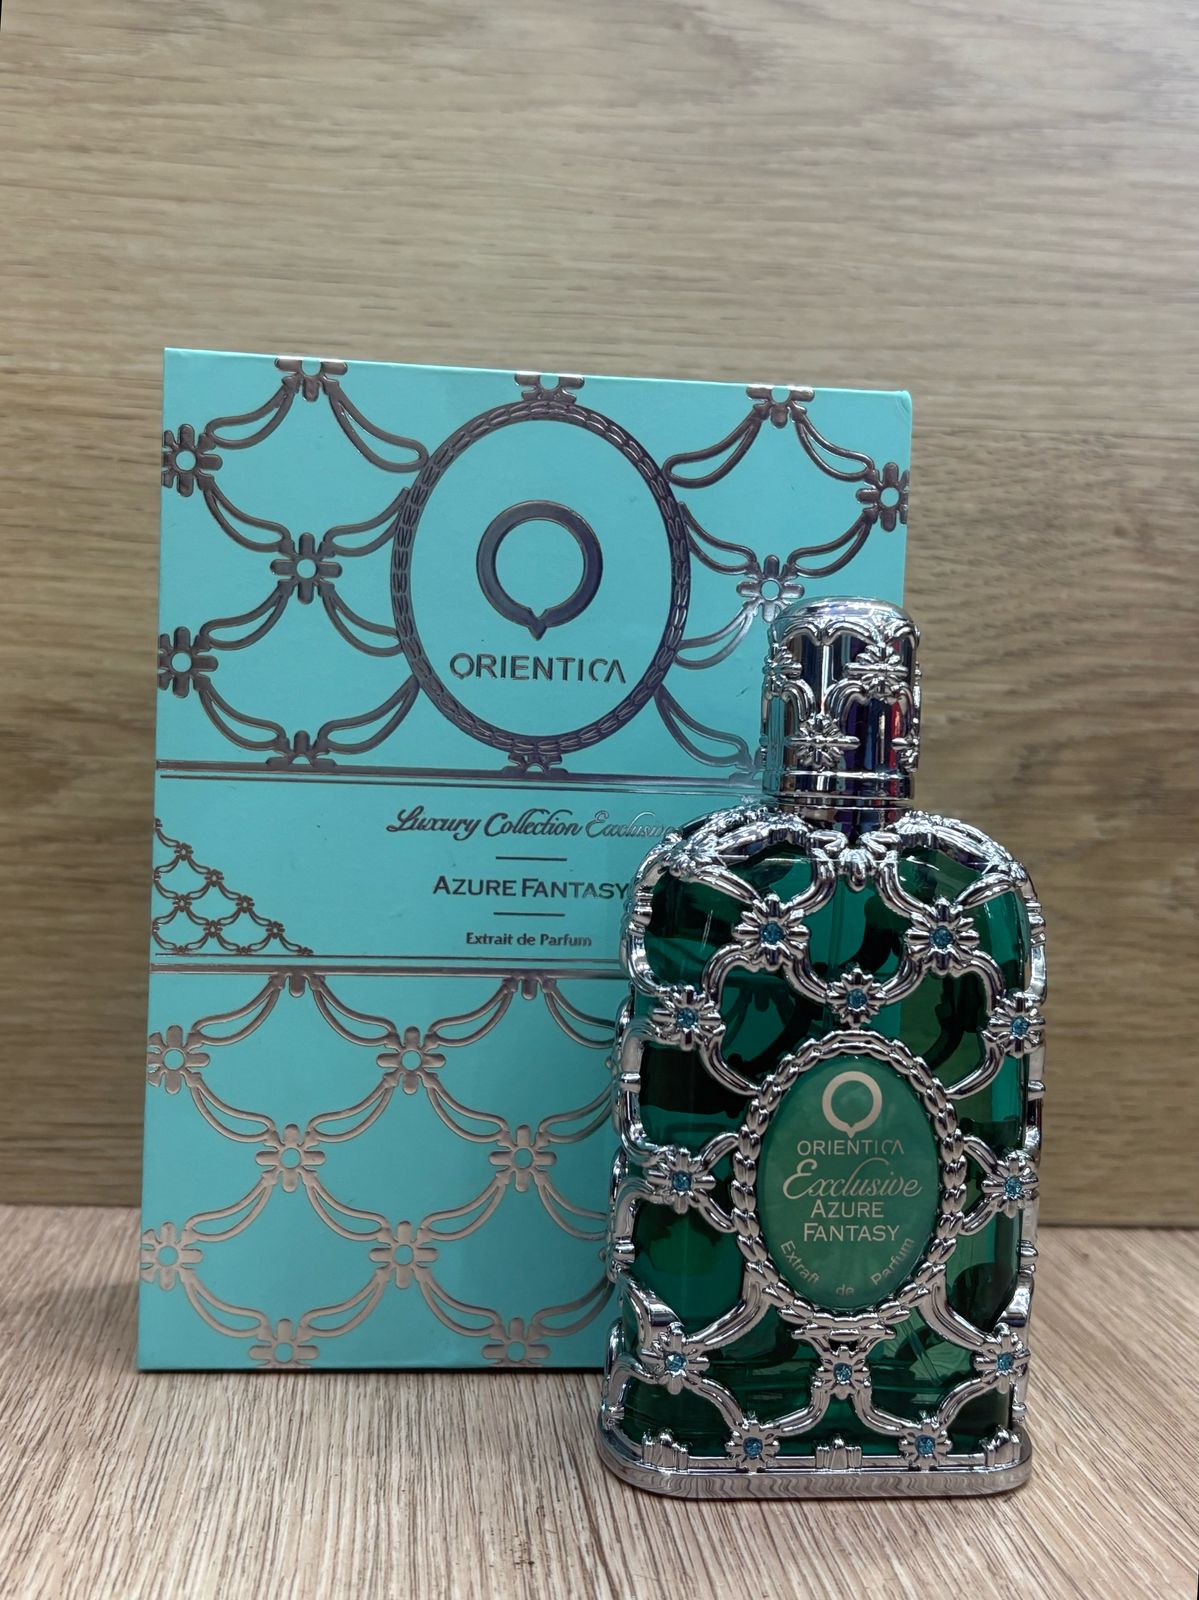 ORIENTICA
Luxury Collection Exclusive
AZURE FANTASY
Extrait de Parfum
ORIENTICA
Exclusive
AZURE
FANTASY
Extrait de Parfum